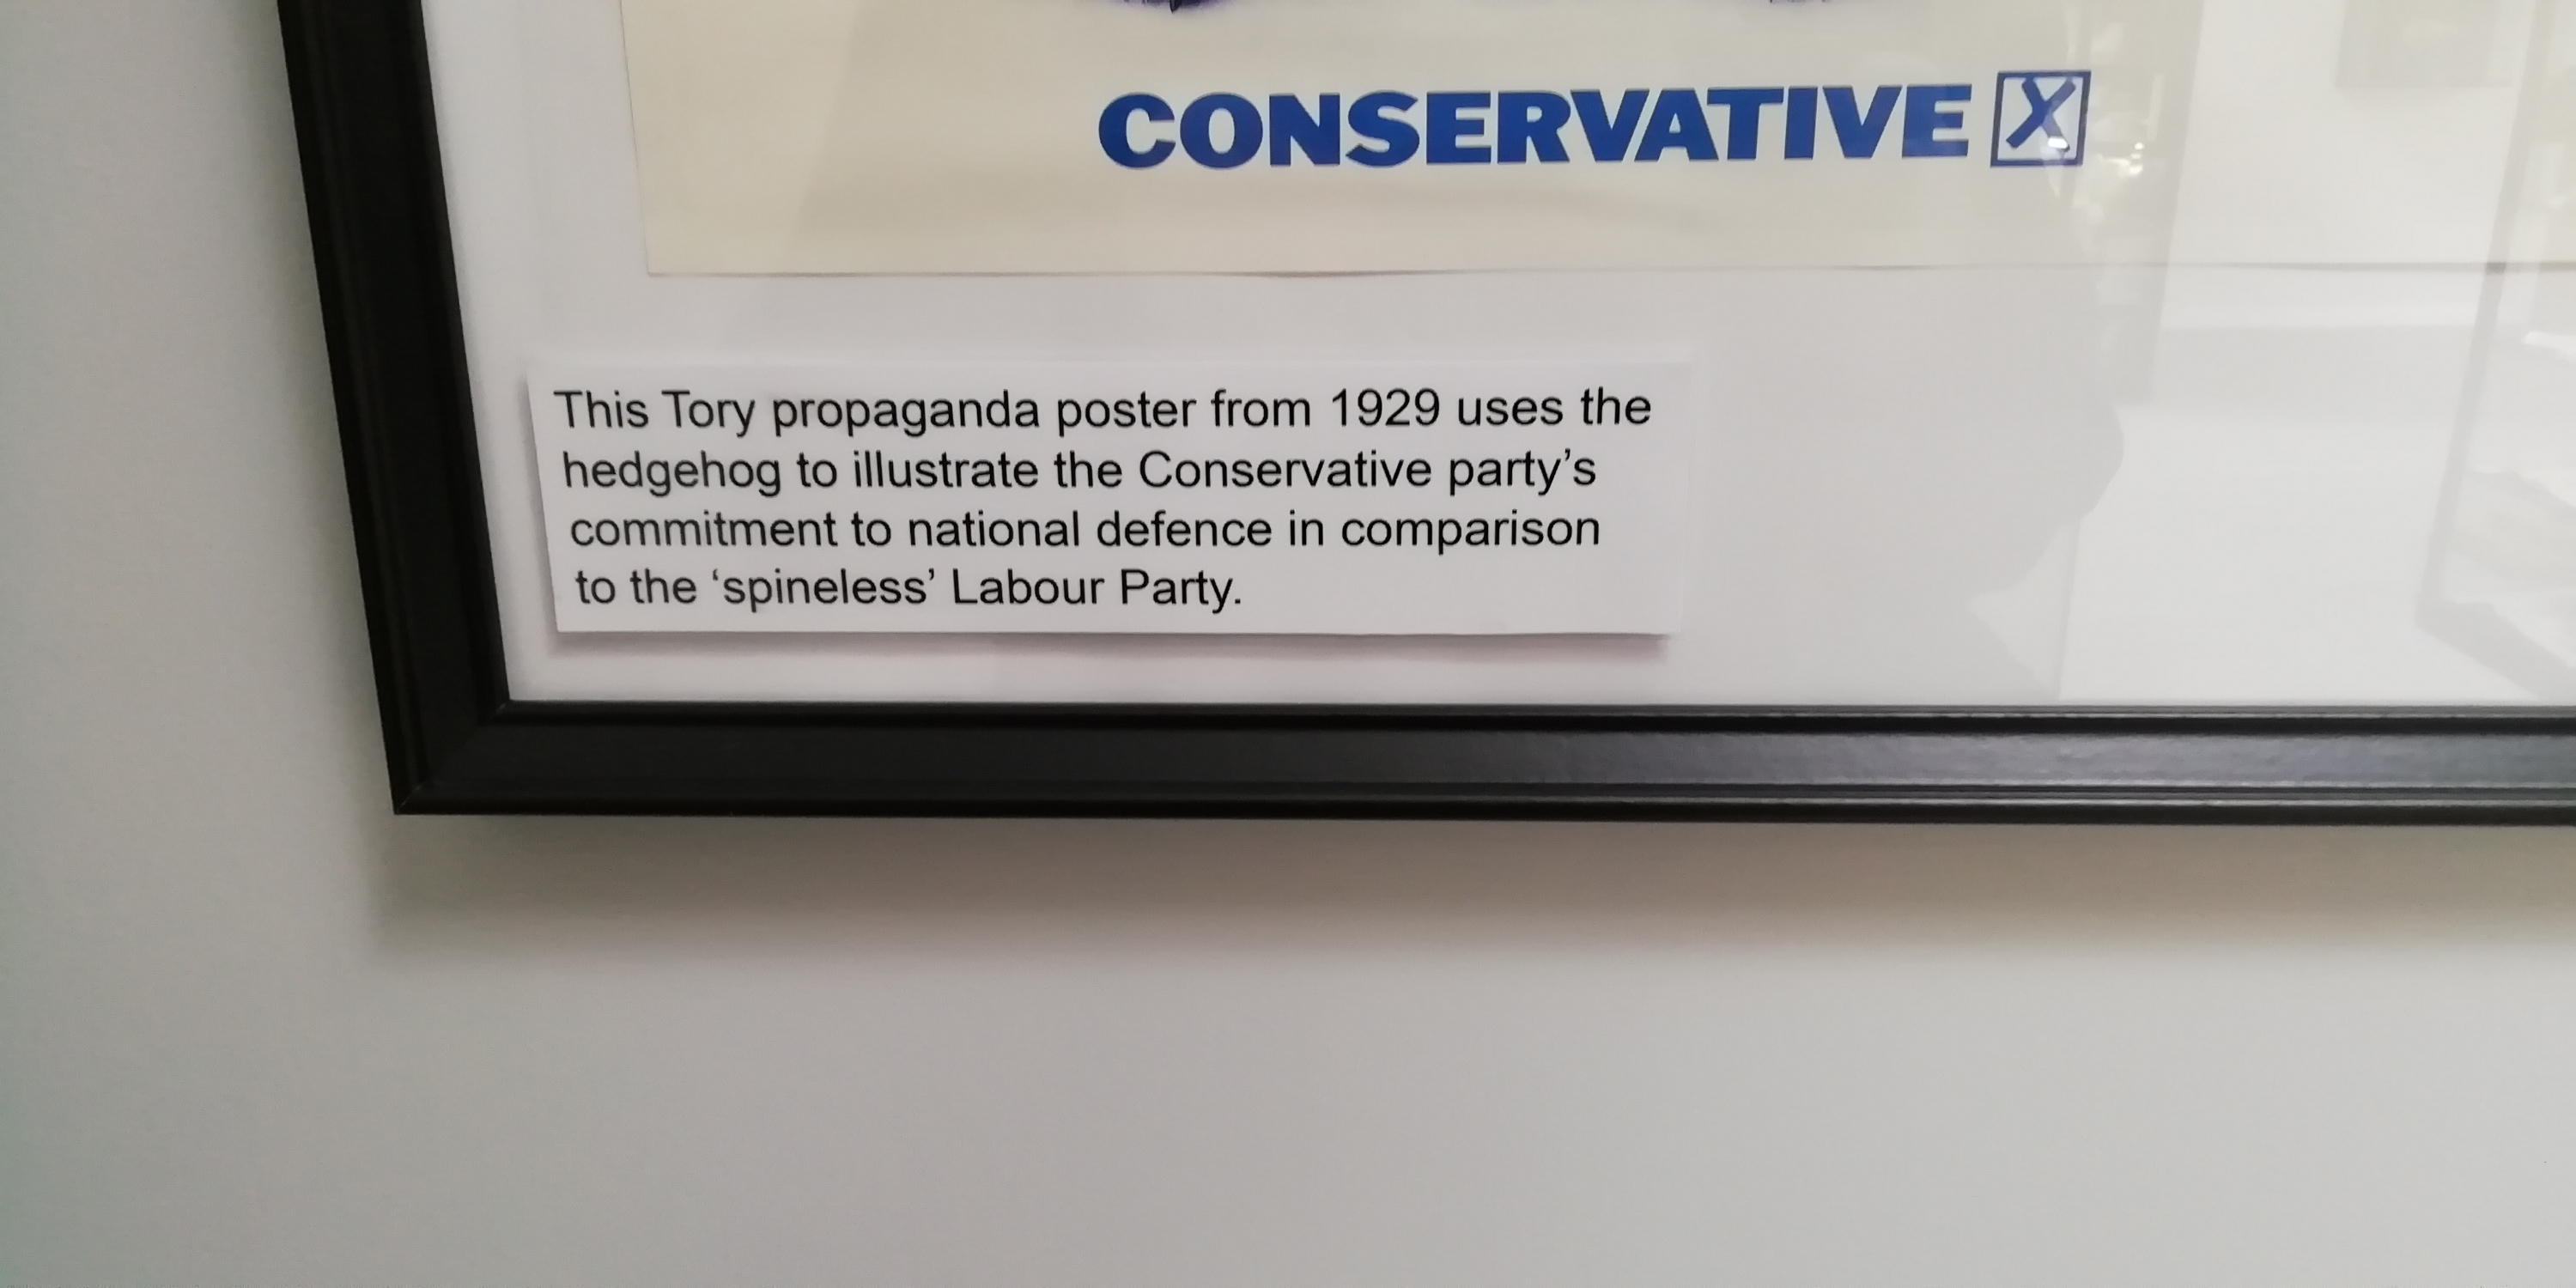 CONSERVATIVE X
This Tory propaganda poster from 1929 uses the
hedgehog to illustrate the Conservative party’s
commitment to national defence in comparison
to the ‘spineless’ Labour Party.